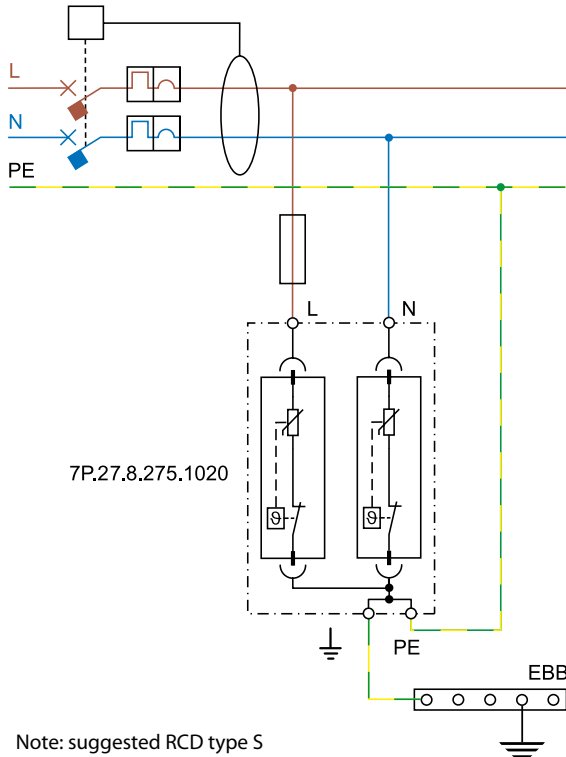 L
N
PE
L N
7P.27.8.275.1020
ϑ ϑ
PE
EBB
Note: suggested RCD type S